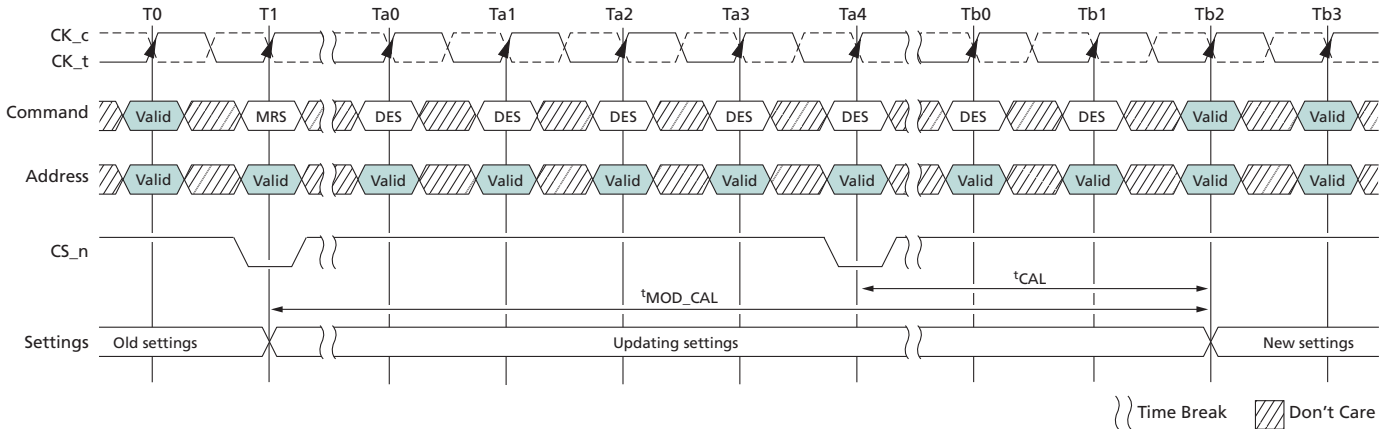 T0 T1 Ta0 Ta1 Ta2 Ta3 Ta4 Tb0 Tb1 Tb2 Tb3
CK_c
CK_t
Command Valid MRS DES DES DES DES DES DES DES Valid Valid
Address Valid Valid Valid Valid Valid Valid Valid Valid Valid Valid Valid
CS_n
tCAL
tMOD_CAL
Settings Old settings Updating settings New settings
Time Break Don't Care